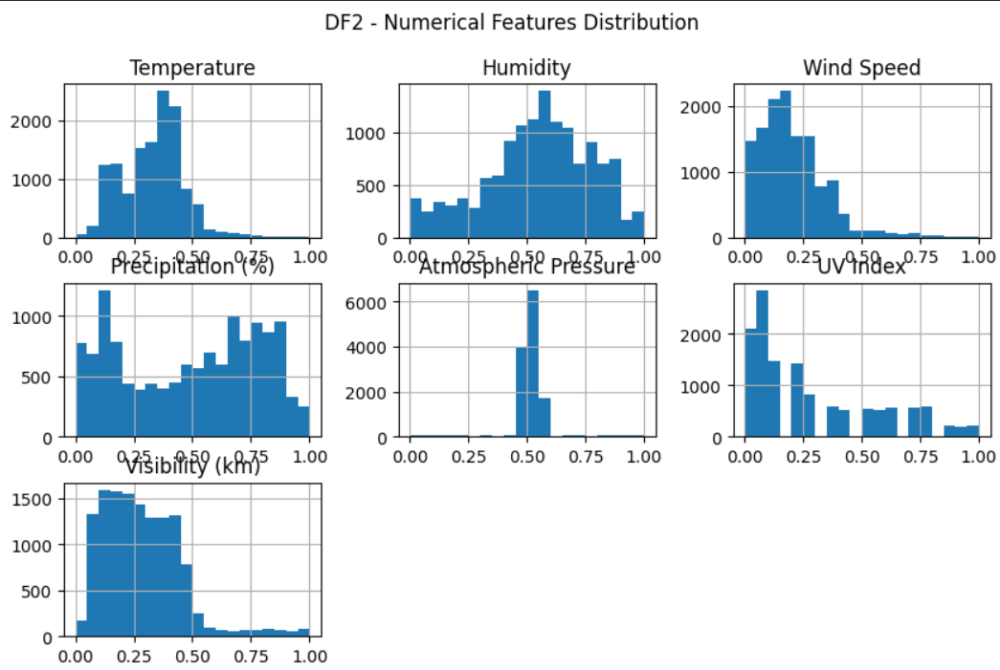 DF2 - Numerical Features Distribution
Temperature
Humidity
Wind Speed
2000
1000
0
1000
500
0
2000
1000
0
0.00 0.25 0.50 0.75 1.00
0.00 0.25 0.50 0.75 1.00
0.00 0.25 0.50 0.75 1.00
Precipitation (%)
Atmospheric Pressure
UV Index
1000
500
0
6000
4000
2000
0
2000
1000
0
0.00 0.25 0.50 0.75 1.00
0.00 0.25 0.50 0.75 1.00
0.00 0.25 0.50 0.75 1.00
Visibility (km)
1500
1000
500
0
0.00 0.25 0.50 0.75 1.00